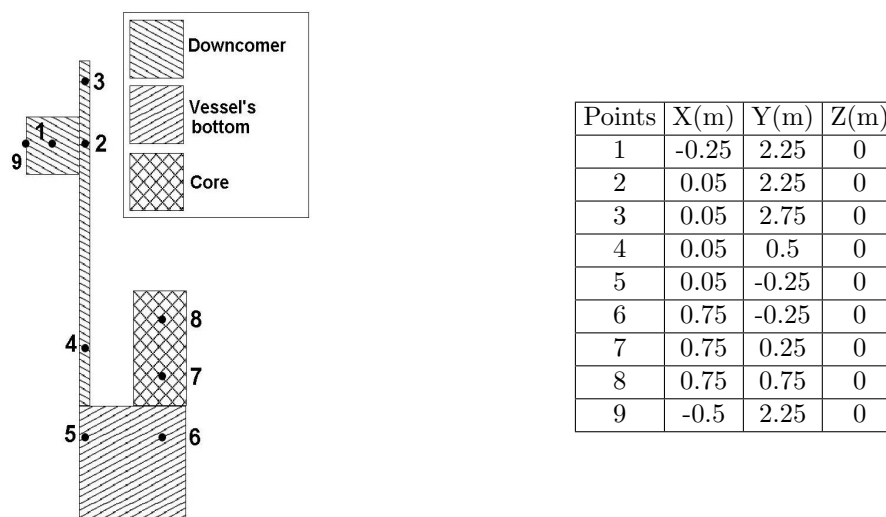 3
Downcomer
1
2
9
Vessel's
bottom
Core
8
4
7
5
6
Points X(m) Y(m) Z(m)
1 -0.25 2.25 0
2 0.05 2.25 0
3 0.05 2.75 0
4 0.05 0.5 0
5 0.05 -0.25 0
6 0.75 -0.25 0
7 0.75 0.25 0
8 0.75 0.75 0
9 -0.5 2.25 0